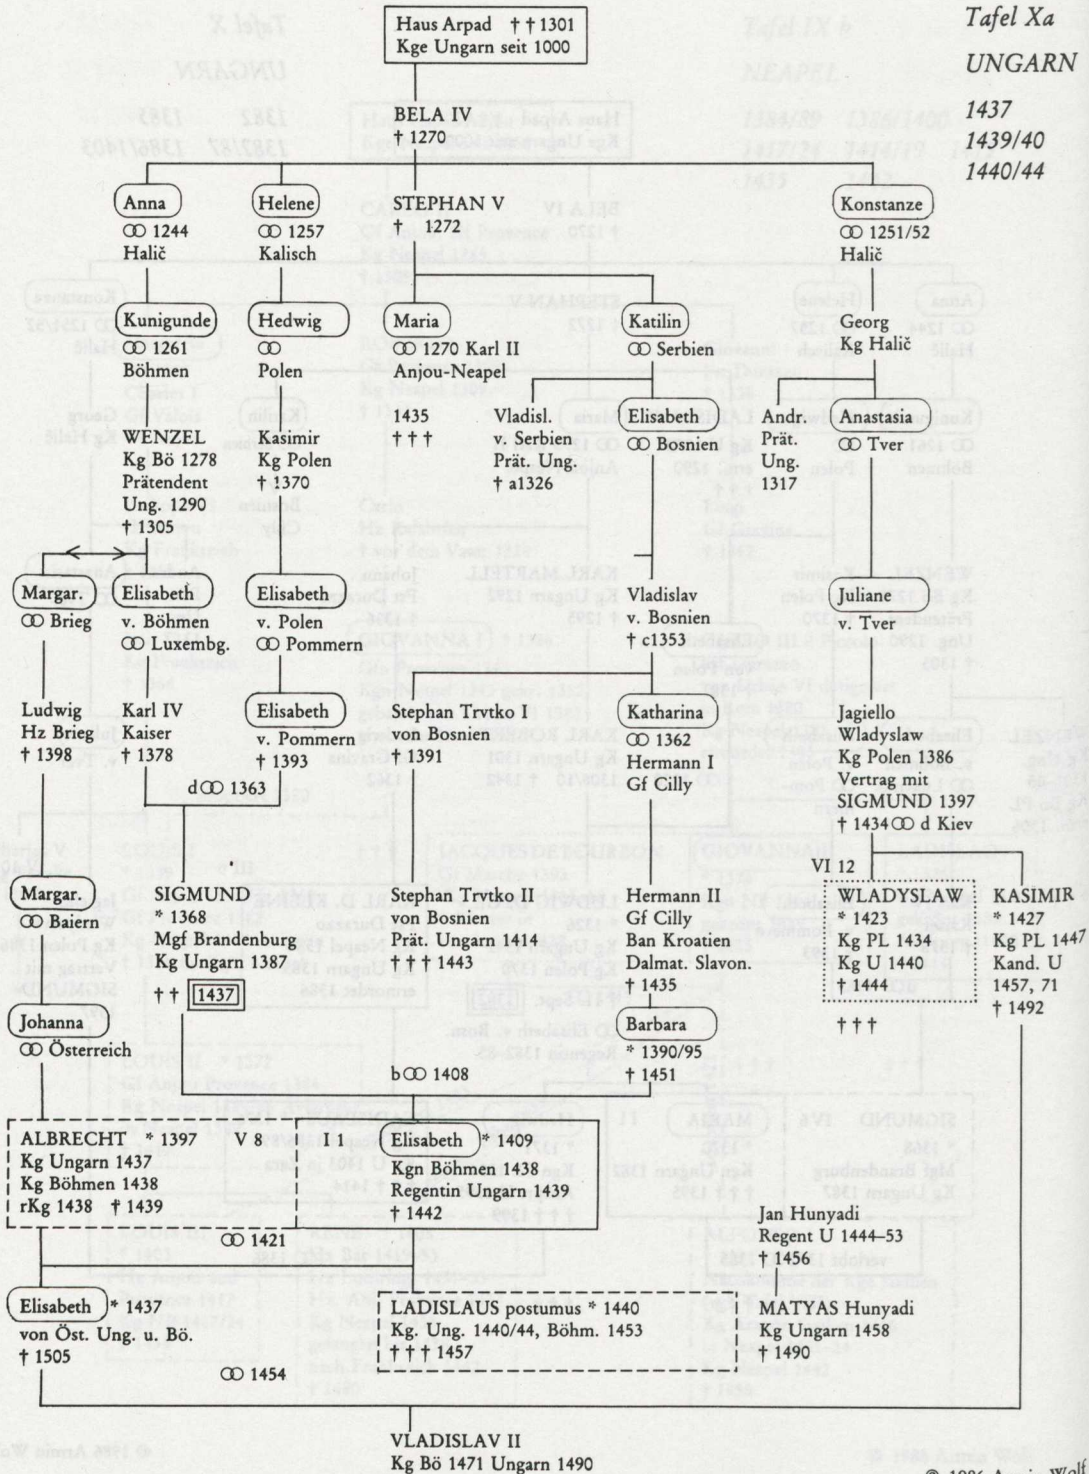 Tafel Xa
UNGARN
1437
1439/40
1440/44
Haus Arpad † † 1301
Kge Ungarn seit 1000
BELA IV
† 1270
Anna
ꝏ 1244
Halič
Helene
ꝏ 1257
Kalisch
STEPHAN V
† 1272
Konstanze
ꝏ 1251/52
Halič
Kunigunde
ꝏ 1261
Böhmen
Hedwig
ꝏ
Polen
Maria
ꝏ 1270 Karl II
Anjou-Neapel
Katilin
ꝏ Serbien
Georg
Kg Halič
1435
† † †
Vladisl.
v. Serbien
Prät. Ung.
† a1326
Elisabeth
ꝏ Bosnien
Andr.
Prät.
Ung.
1317
Anastasia
ꝏ Tver
WENZEL
Kg Bö 1278
Prätendent
Ung. 1290
† 1305
Kasimir
Kg Polen
† 1370
Margar.
ꝏ Brieg
Elisabeth
v. Böhmen
ꝏ Luxembg.
Elisabeth
v. Polen
ꝏ Pommern
Vladislav
v. Bosnien
† c1353
Juliane
v. Tver
Ludwig
Hz Brieg
† 1398
Karl IV
Kaiser
† 1378
Elisabeth
v. Pommern
† 1393
dꝏ 1363
Stephan Trvtko I
von Bosnien
† 1391
Katharina
ꝏ 1362
Hermann I
Gf Cilly
Jagiello
Wladyslaw
Kg Polen 1386
Vertrag mit
SIGMUND 1397
† 1434 ꝏ d Kiev
Margar.
ꝏ Baiern
SIGMUND
* 1368
Mgf Brandenburg
Kg Ungarn 1387
† † 1437
Stephan Trvtko II
von Bosnien
Prät. Ungarn 1414
† † † 1443
Hermann II
Gf Cilly
Ban Kroatien
Dalmat. Slavon.
† 1435
VI 12
WLADYSLAW
* 1423
Kg PL 1434
Kg U 1440
† 1444
† † †
KASIMIR
* 1427
Kg PL 1447
Kand. U
1457, 71
† 1492
Johanna
ꝏ Österreich
Barbara
* 1390/95
† 1451
bꝏ 1408
ALBRECHT * 1397 V 8
Kg Ungarn 1437
Kg Böhmen 1438
rKg 1438 † 1439
I 1 Elisabeth * 1409
Kgn Böhmen 1438
Regentin Ungarn 1439
† 1442
ꝏ 1421
Jan Hunyadi
Regent U 1444–53
† 1456
Elisabeth * 1437
von Öst. Ung. u. Bö.
† 1505
LADISLAUS postumus * 1440
Kg. Ung. 1440/44, Böhm. 1453
† † † 1457
MATYAS Hunyadi
Kg Ungarn 1458
† 1490
ꝏ 1454
VLADISLAV II
Kg Bö 1471 Ungarn 1490
© 1986 Armin Wolf